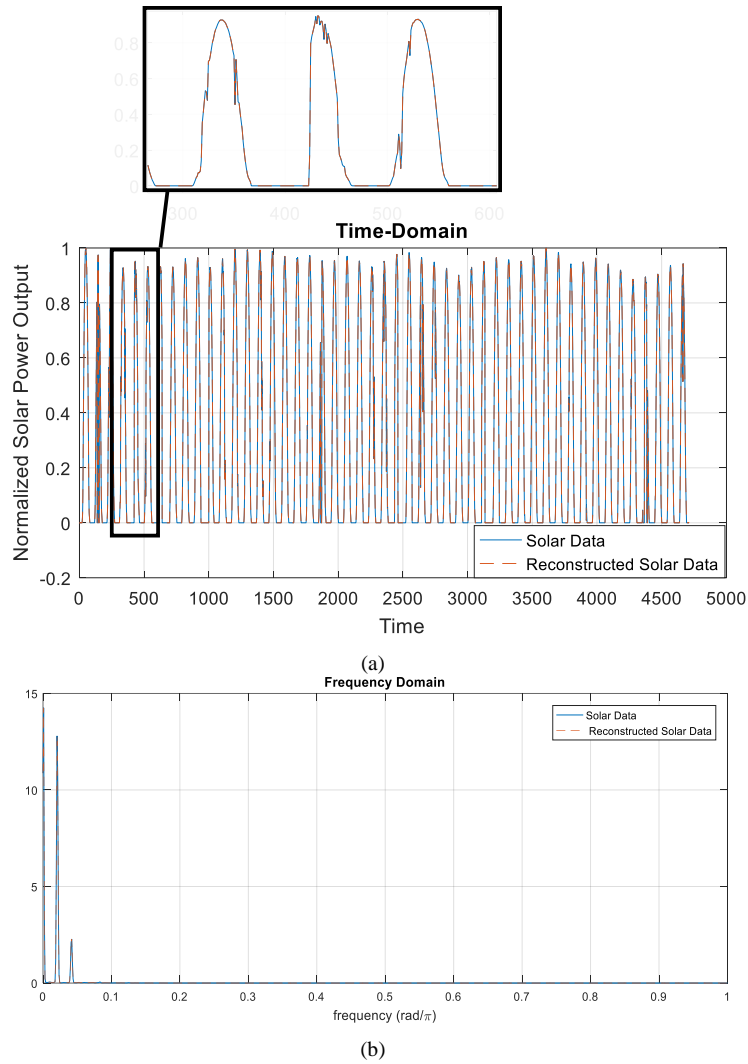 0.8
0.6
0.4
0.2
0
300 400 500 600
Time-Domain
Normalized Solar Power Output
1
0.8
0.6
0.4
0.2
0
-0.2
Solar Data
Reconstructed Solar Data
0 500 1000 1500 2000 2500 3000 3500 4000 4500 5000
Time
(a)
Frequency Domain
15
10
5
0
Solar Data
Reconstructed Solar Data
0 0.1 0.2 0.3 0.4 0.5 0.6 0.7 0.8 0.9 1
frequency (rad/π)
(b)